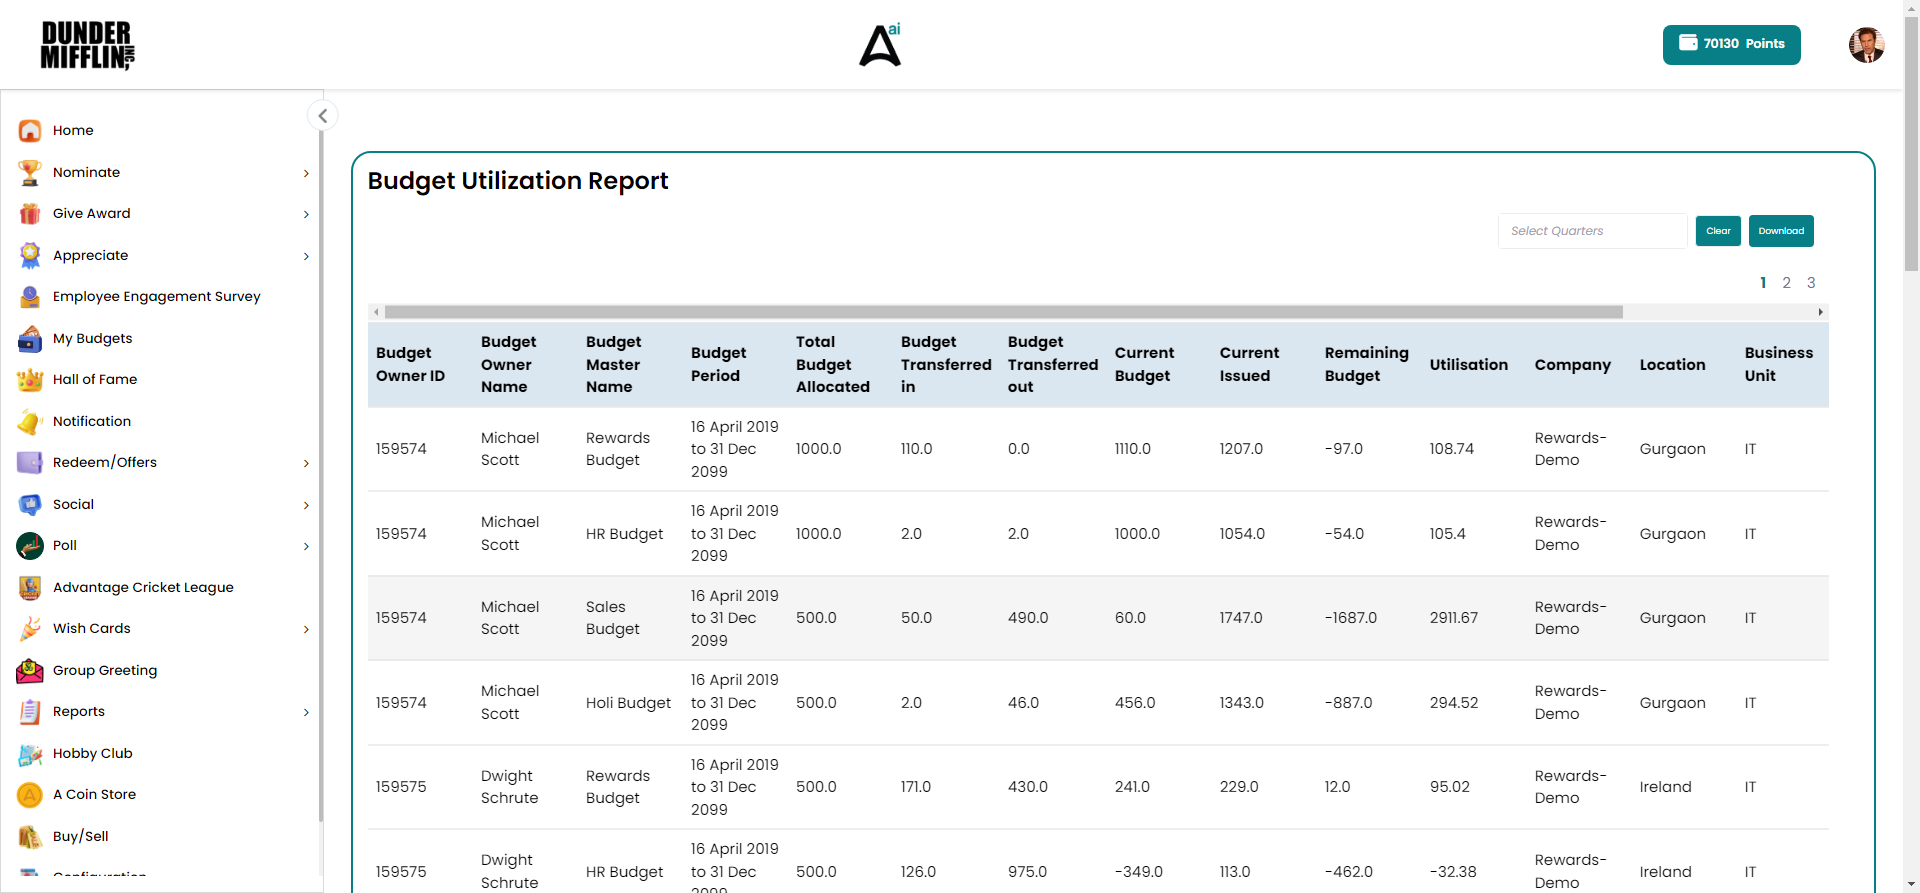 DUNDER
MIFFLIN INC,
ai
70130 Points
Home
Nominate
Give Award
Appreciate
Employee Engagement Survey
My Budgets
Hall of Fame
Notification
Redeem/Offers
Social
Poll
Advantage Cricket League
Wish Cards
Group Greeting
Reports
Hobby Club
A Coin Store
Buy/Sell
Configuration
Budget Utilization Report
Select Quarters
Clear
Download
1 2 3
Budget Owner ID Budget Owner Name Budget Master Name Budget Period Total Budget Allocated Budget Transferred in Budget Transferred out Current Budget Current Issued Remaining Budget Utilisation Company Location Business Unit
159574 Michael Scott Rewards Budget 16 April 2019 to 31 Dec 2099 1000.0 110.0 0.0 1110.0 1207.0 -97.0 108.74 Rewards-Demo Gurgaon IT
159574 Michael Scott HR Budget 16 April 2019 to 31 Dec 2099 1000.0 2.0 2.0 1000.0 1054.0 -54.0 105.4 Rewards-Demo Gurgaon IT
159574 Michael Scott Sales Budget 16 April 2019 to 31 Dec 2099 500.0 50.0 490.0 60.0 1747.0 -1687.0 2911.67 Rewards-Demo Gurgaon IT
159574 Michael Scott Holi Budget 16 April 2019 to 31 Dec 2099 500.0 2.0 46.0 456.0 1343.0 -887.0 294.52 Rewards-Demo Gurgaon IT
159575 Dwight Schrute Rewards Budget 16 April 2019 to 31 Dec 2099 500.0 171.0 430.0 241.0 229.0 12.0 95.02 Rewards-Demo Ireland IT
159575 Dwight Schrute HR Budget 16 April 2019 to 31 Dec 2099 500.0 126.0 975.0 -349.0 113.0 -462.0 -32.38 Rewards-Demo Ireland IT